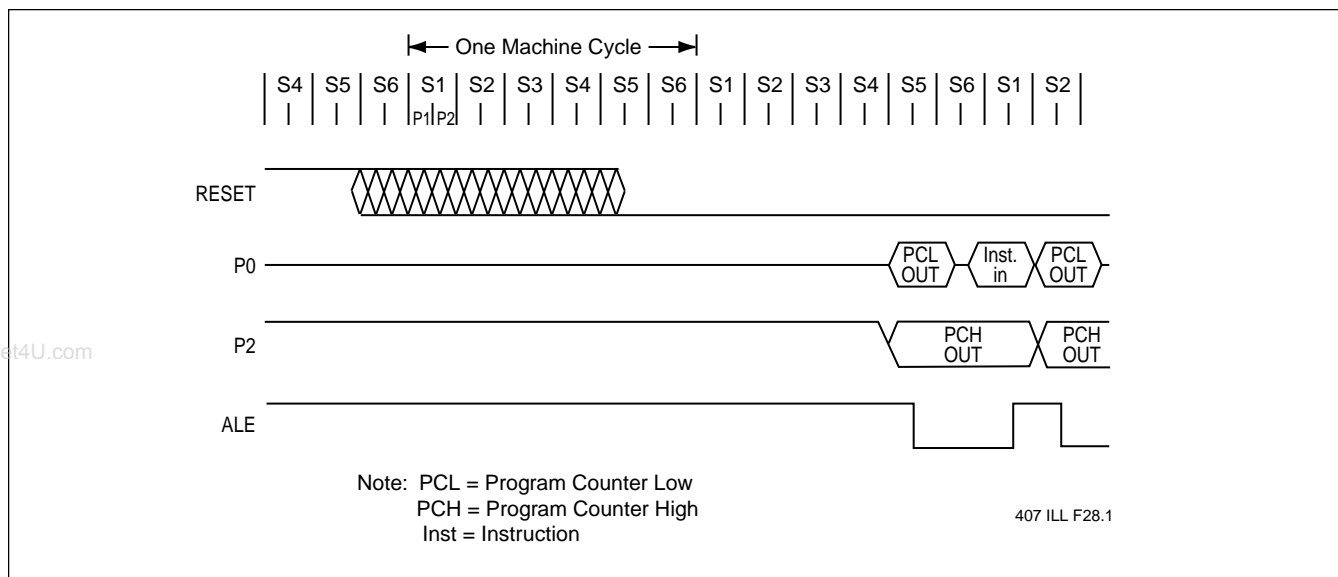 One Machine Cycle
S4 S5 S6 S1 S2 S3 S4 S5 S6 S1 S2 S3 S4 S5 S6 S1 S2
P1 P2
RESET
P0
PCL OUT
Inst. in
PCL OUT
P2
PCH OUT
PCH OUT
et4U.com
ALE
Note: PCL = Program Counter Low
PCH = Program Counter High
Inst = Instruction
407 ILL F28.1